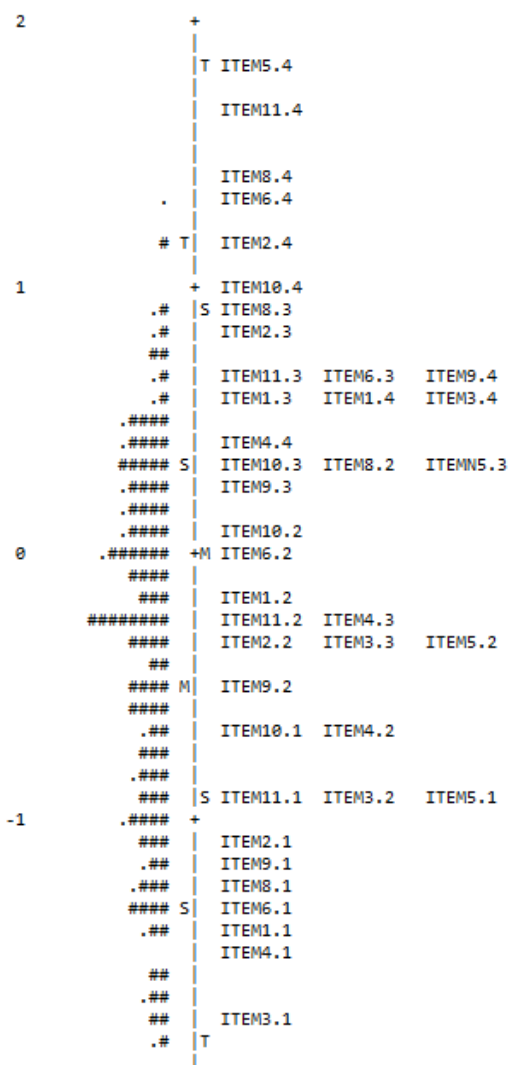 2 +
|
|T ITEM5.4
|
| ITEM11.4
|
|
| ITEM8.4
. | ITEM6.4
|
# T| ITEM2.4
|
1 + ITEM10.4
.# |S ITEM8.3
.# | ITEM2.3
## |
.# | ITEM11.3 ITEM6.3 ITEM9.4
.# | ITEM1.3 ITEM1.4 ITEM3.4
.#### |
.#### | ITEM4.4
##### S| ITEM10.3 ITEM8.2 ITEMN5.3
.#### | ITEM9.3
.#### |
.#### | ITEM10.2
0 .###### +M ITEM6.2
#### |
### | ITEM1.2
######## | ITEM11.2 ITEM4.3
#### | ITEM2.2 ITEM3.3 ITEM5.2
## |
#### M| ITEM9.2
#### |
.## | ITEM10.1 ITEM4.2
### |
.### |
### |S ITEM11.1 ITEM3.2 ITEM5.1
-1 .#### +
### | ITEM2.1
.## | ITEM9.1
.### | ITEM8.1
#### S| ITEM6.1
.## | ITEM1.1
| ITEM4.1
## |
.## |
## | ITEM3.1
.# |T
|